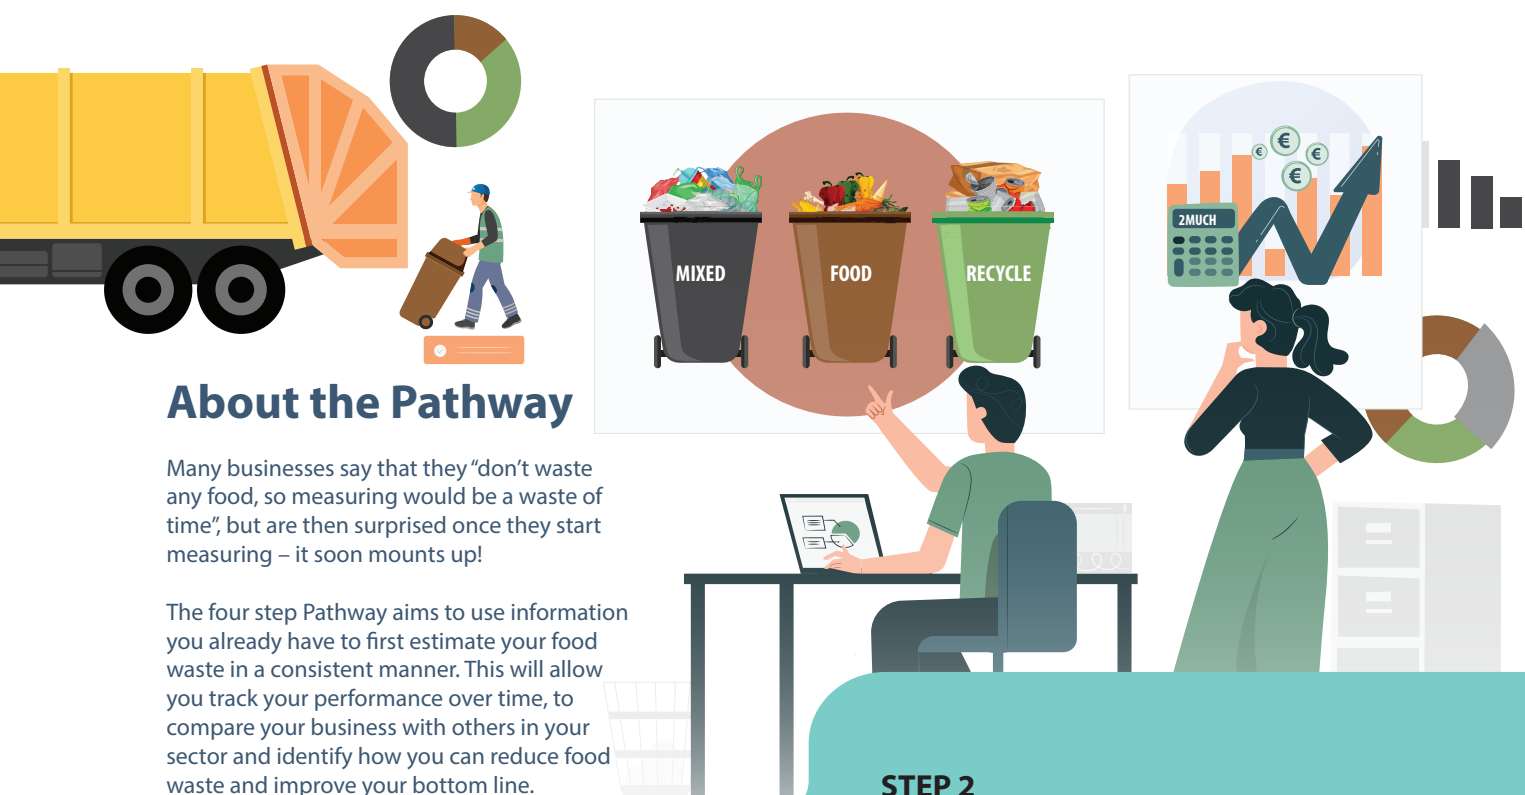 2MUCH
MIXED
FOOD
RECYCLE
About the Pathway
Many businesses say that they “don’t waste
any food, so measuring would be a waste of
time”, but are then surprised once they start
measuring – it soon mounts up!
The four step Pathway aims to use information
you already have to first estimate your food
waste in a consistent manner. This will allow
you track your performance over time, to
compare your business with others in your
sector and identify how you can reduce food
waste and improve your bottom line.
STEP 2